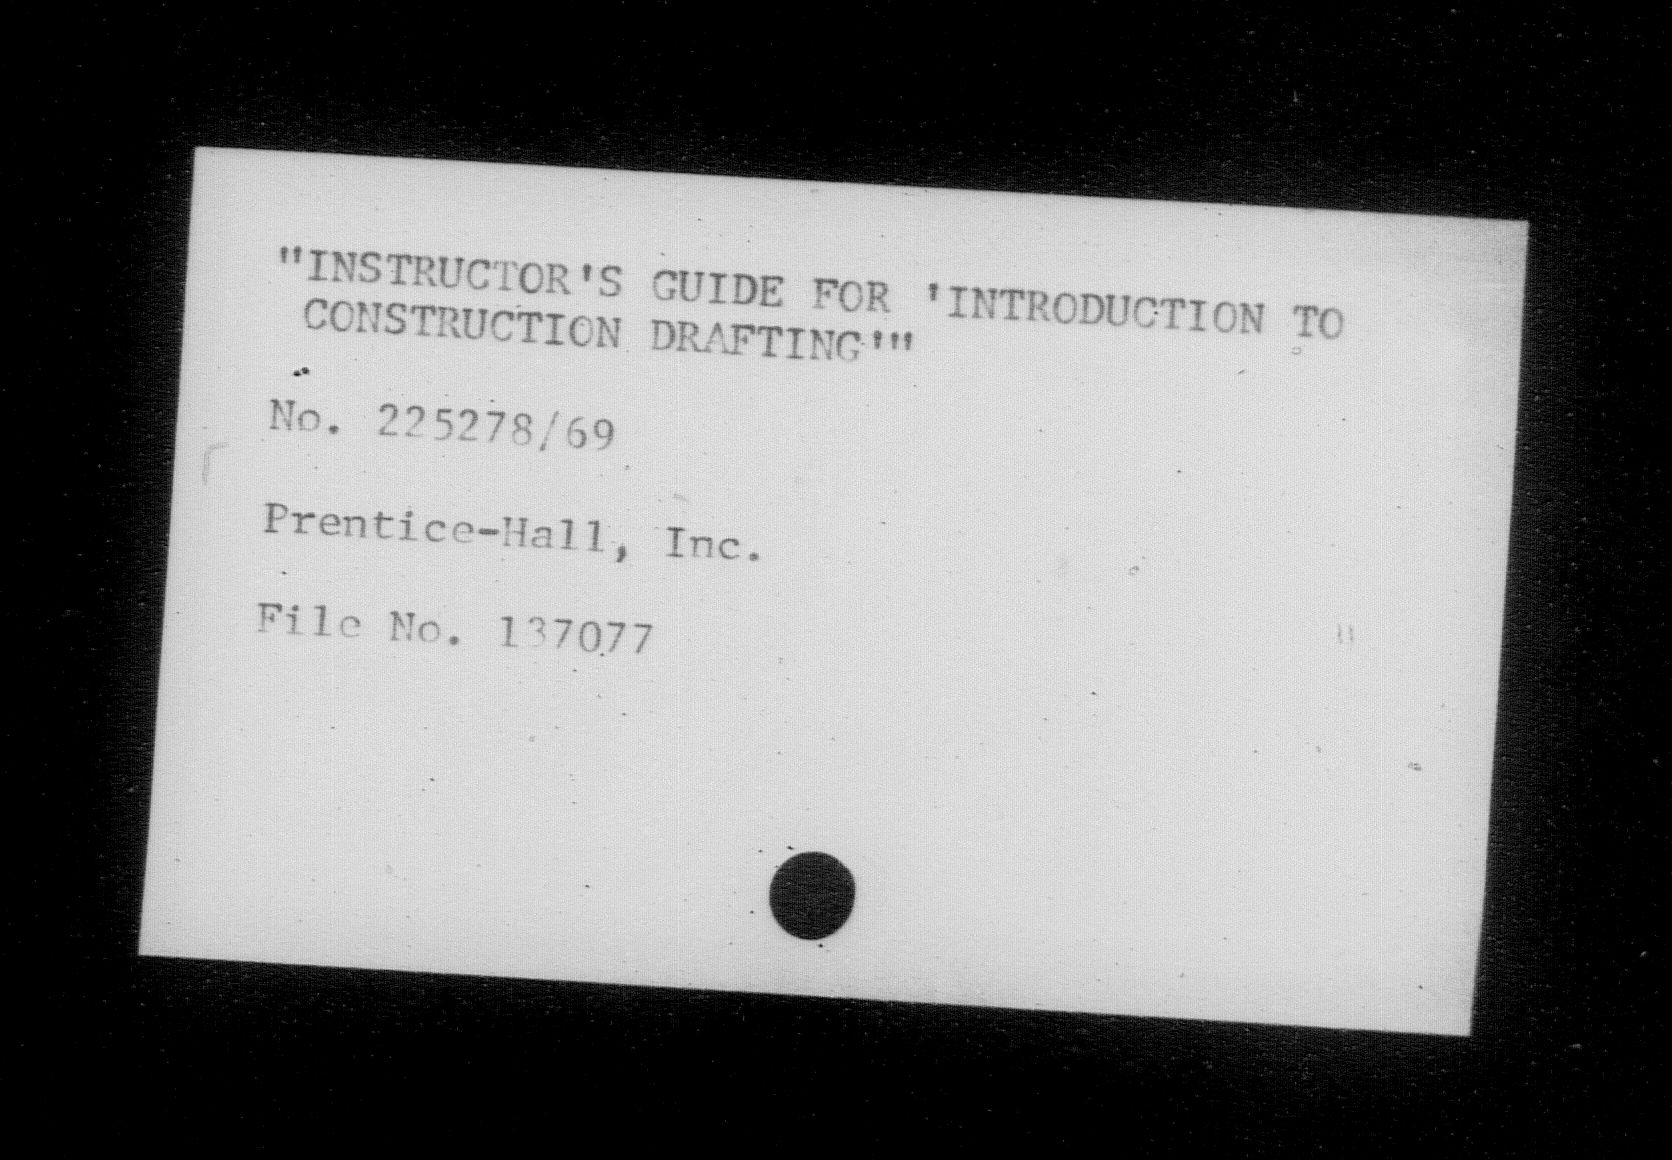 "INSTRUCTOR'S GUIDE FOR 'INTRODUCTION TO
CONSTRUCTION DRAFTING'"
No. 225278/69
Prentice-Hall, Inc.
File No. 137077